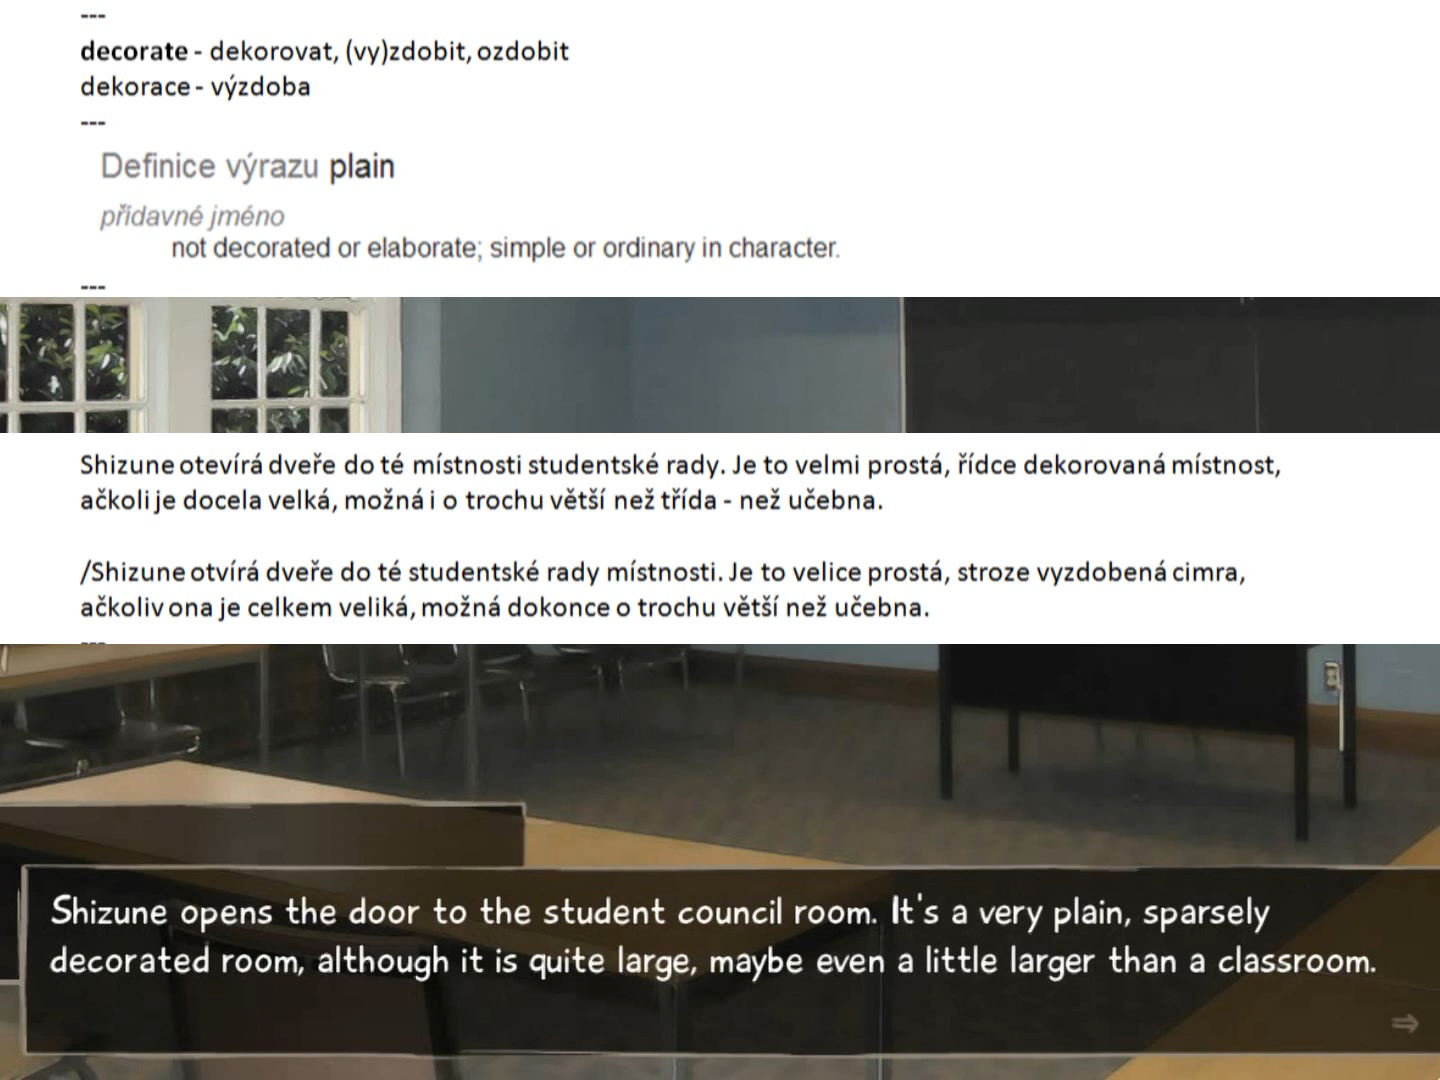 ---
decorate - dekorovat, (vy)zdobit, ozdobit
dekorace - výzdoba
---
Definice výrazu plain
přídavné jméno
not decorated or elaborate; simple or ordinary in character.
---
Shizune otevírá dveře do té místnosti studentské rady. Je to velmi prostá, řídce dekorovaná místnost,
ačkoli je docela velká, možná i o trochu větší než třída - než učebna.
/Shizune otvírá dveře do té studentské rady místnosti. Je to velice prostá, stroze vyzdobená cimra,
ačkoliv ona je celkem veliká, možná dokonce o trochu větší než učebna.
---
Shizune opens the door to the student council room. It's a very plain, sparsely
decorated room, although it is quite large, maybe even a little larger than a classroom.